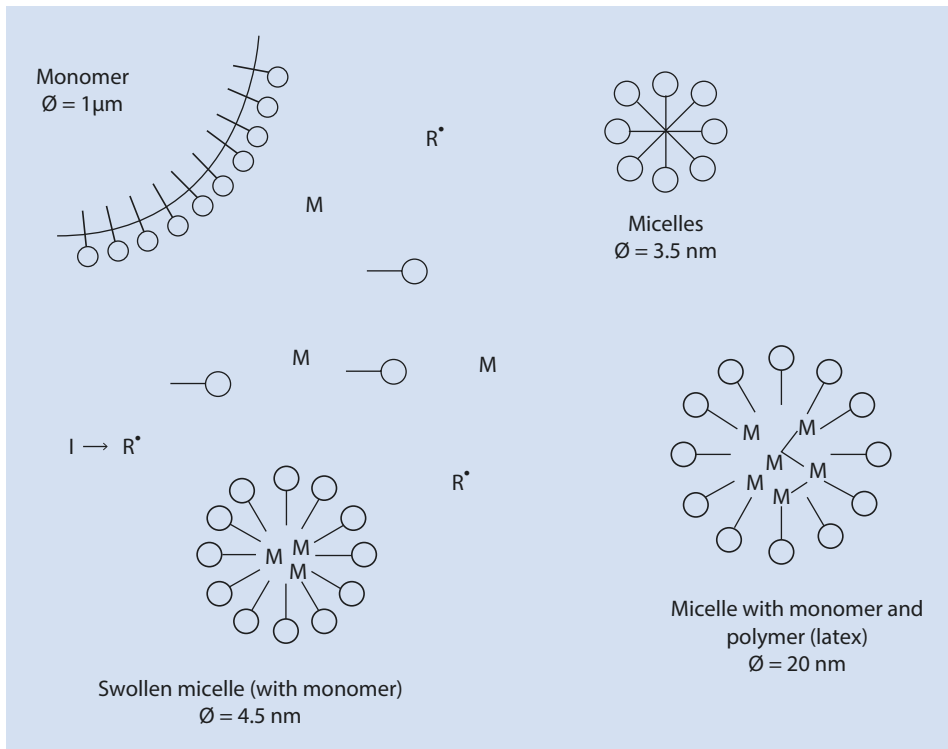 Monomer
Ø = 1µm
R•
M
Micelles
Ø = 3.5 nm
M
M
I → R•
R•
M
M
M
M
M
M
M
M
M
Swollen micelle (with monomer)
Ø = 4.5 nm
Micelle with monomer and
polymer (latex)
Ø = 20 nm